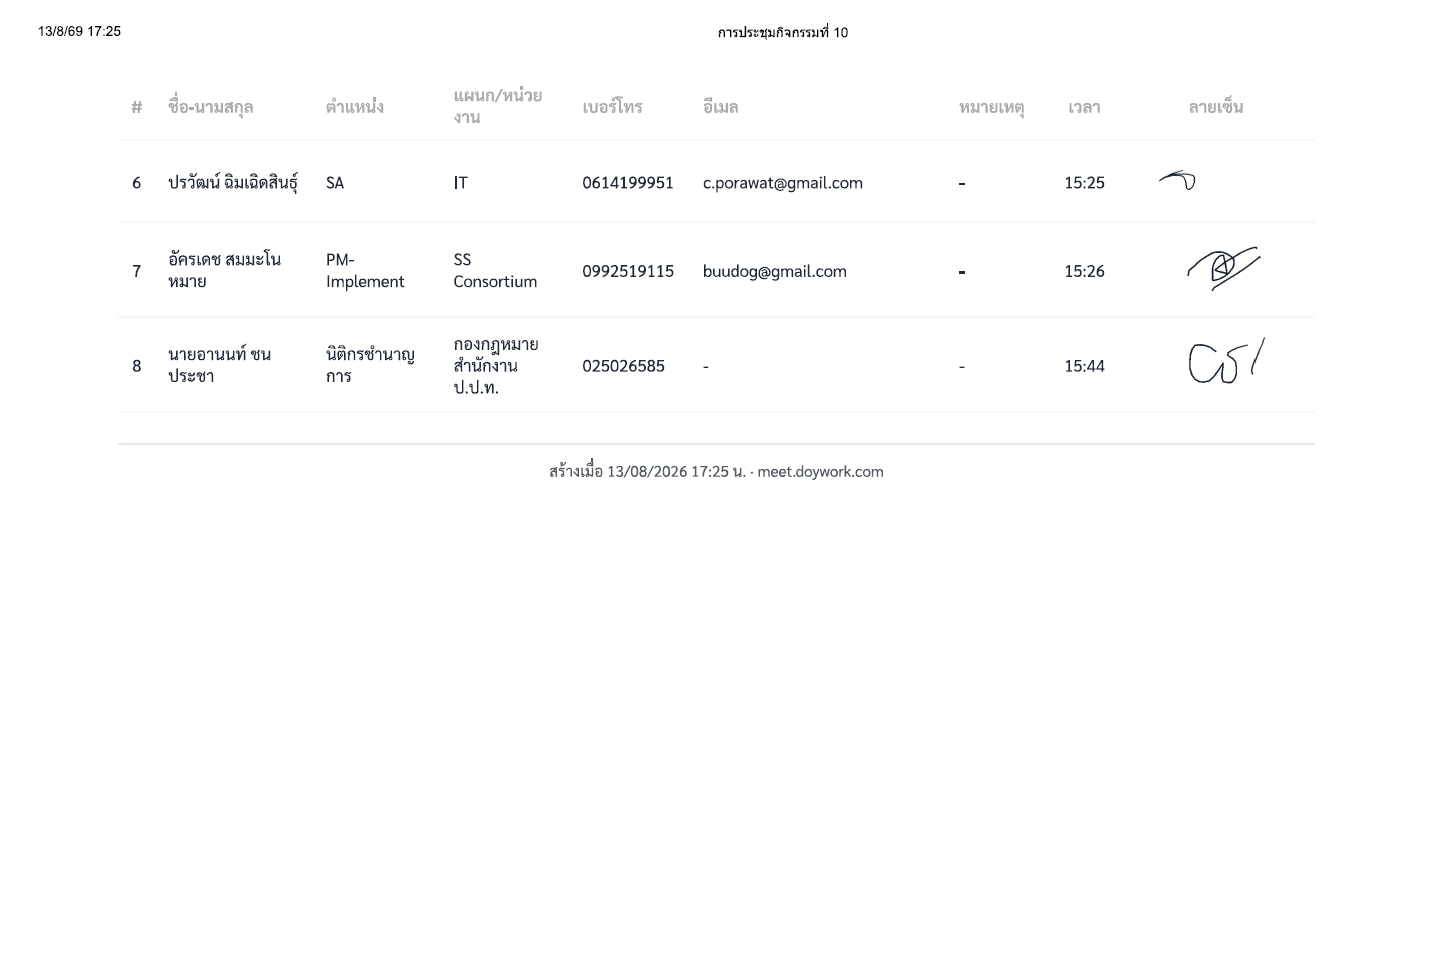 13/8/69 17:25
การประชุมกิจกรรมที่ 10
# ชื่อ-นามสกุล ตำแหน่ง แผนก/หน่วยงาน เบอร์โทร อีเมล หมายเหตุ เวลา ลายเซ็น
6 ปรวัฒน์ ฉิมเฉิดสินธุ์ SA IT 0614199951 c.porawat@gmail.com - 15:25
7 อัครเดช สมมะโนหมาย PM-Implement SS Consortium 0992519115 buudog@gmail.com - 15:26
8 นายอานนท์ ชนประชา นิติกรชำนาญการ กองกฎหมาย สำนักงาน ป.ป.ท. 025026585 - - 15:44
สร้างเมื่อ 13/08/2026 17:25 น. · meet.doywork.com